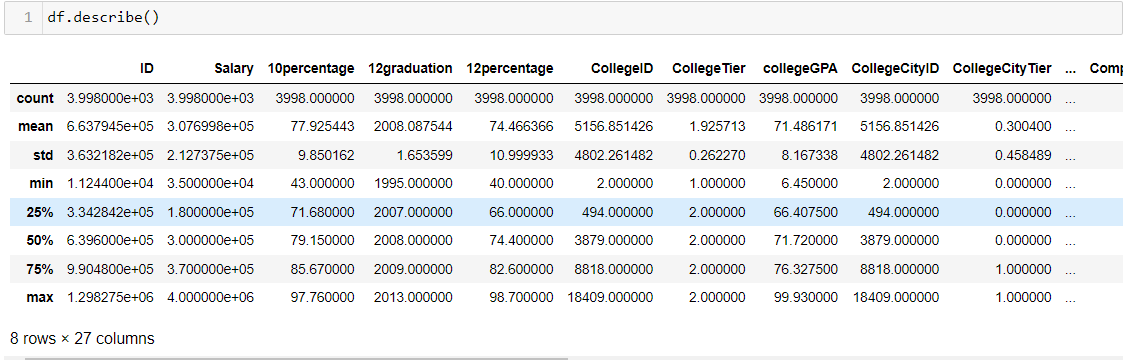 1 df.describe()
ID Salary 10percentage 12graduation 12percentage CollegeID CollegeTier collegeGPA CollegeCityID CollegeCityTier ... Comp
count 3.998000e+03 3.998000e+03 3998.000000 3998.000000 3998.000000 3998.000000 3998.000000 3998.000000 3998.000000 3998.000000 ...
mean 6.637945e+05 3.076998e+05 77.925443 2008.087544 74.466366 5156.851426 1.925713 71.486171 5156.851426 0.300400 ...
std 3.632182e+05 2.127375e+05 9.850162 1.653599 10.999933 4802.261482 0.262270 8.167338 4802.261482 0.458489 ...
min 1.124400e+04 3.500000e+04 43.000000 1995.000000 40.000000 2.000000 1.000000 6.450000 2.000000 0.000000 ...
25% 3.342842e+05 1.800000e+05 71.680000 2007.000000 66.000000 494.000000 2.000000 66.407500 494.000000 0.000000 ...
50% 6.396000e+05 3.000000e+05 79.150000 2008.000000 74.400000 3879.000000 2.000000 71.720000 3879.000000 0.000000 ...
75% 9.904800e+05 3.700000e+05 85.670000 2009.000000 82.600000 8818.000000 2.000000 76.327500 8818.000000 1.000000 ...
max 1.298275e+06 4.000000e+06 97.760000 2013.000000 98.700000 18409.000000 2.000000 99.930000 18409.000000 1.000000 ...
8 rows × 27 columns